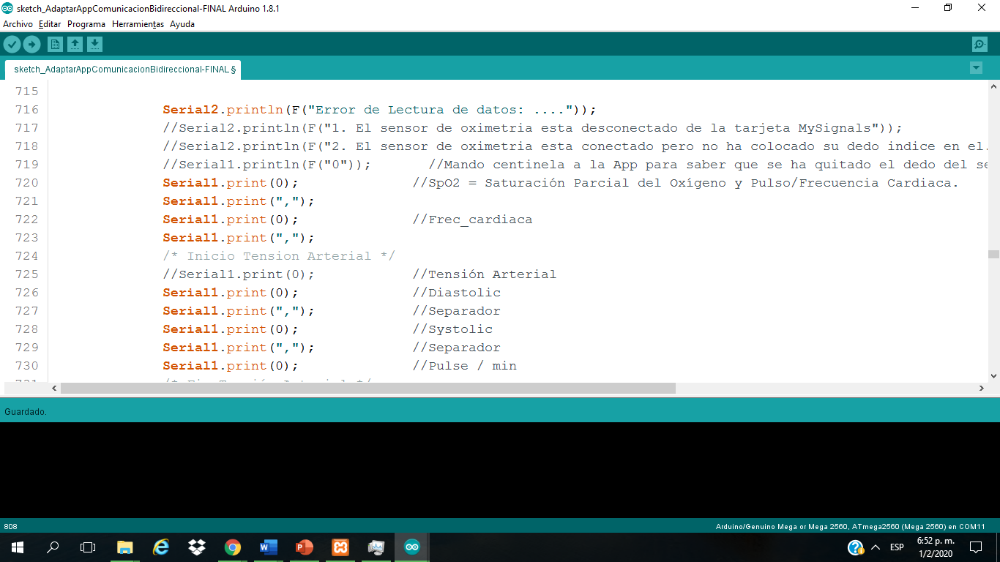 sketch_AdaptarAppComunicacionBidireccional-FINAL Arduino 1.8.1
Archivo Editar Programa Herramientas Ayuda
sketch_AdaptarAppComunicacionBidireccional-FINAL §
715
716 Serial2.println(F("Error de Lectura de datos: ...."));
717 //Serial2.println(F("1. El sensor de oximetria esta desconectado de la tarjeta MySignals"));
718 //Serial2.println(F("2. El sensor de oximetria esta conectado pero no ha colocado su dedo indice en el.
719 //Serial1.println(F("0")); //Mando centinela a la App para saber que se ha quitado el dedo del se
720 Serial1.print(0); //SpO2 = Saturación Parcial del Oxígeno y Pulso/Frecuencia Cardiaca.
721 Serial1.print(",");
722 Serial1.print(0); //Frec_cardiaca
723 Serial1.print(",");
724 /* Inicio Tension Arterial */
725 //Serial1.print(0); //Tensión Arterial
726 Serial1.print(0); //Diastolic
727 Serial1.print(","); //Separador
728 Serial1.print(0); //Systolic
729 Serial1.print(","); //Separador
730 Serial1.print(0); //Pulse / min
Guardado.
808
Arduino/Genuino Mega or Mega 2560, ATmega2560 (Mega 2560) en COM11
ESP
6:52 p. m.
1/2/2020